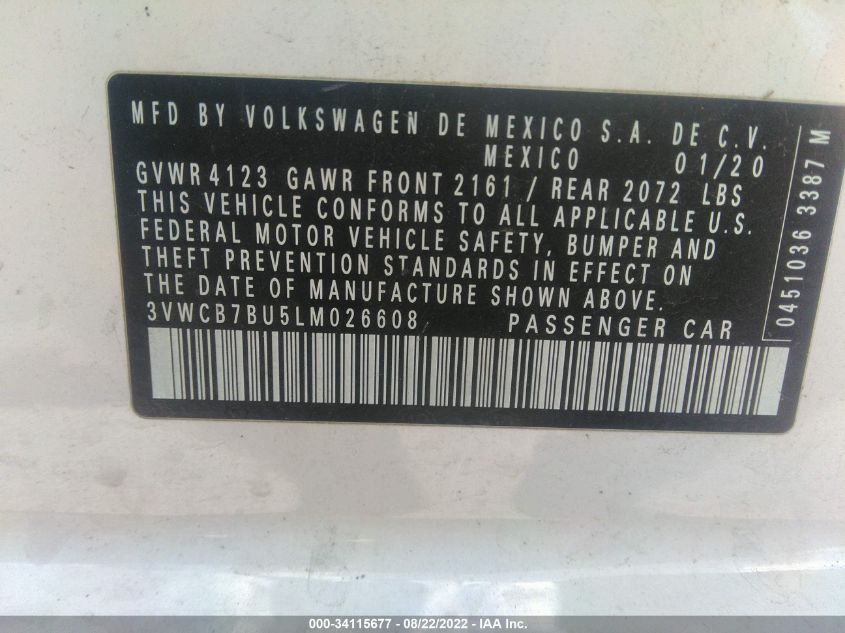 MFD BY VOLKSWAGEN DE MEXICO S.A. DE C.V.
MEXICO 01/20
GVWR 4123 GAWR FRONT 2161 / REAR 2072 LBS
THIS VEHICLE CONFORMS TO ALL APPLICABLE U.S.
FEDERAL MOTOR VEHICLE SAFETY, BUMPER AND
THEFT PREVENTION STANDARDS IN EFFECT ON
THE DATE OF MANUFACTURE SHOWN ABOVE.
3VWCB7BU5LM026608 PASSENGER CAR
0451036 3387 M
000-34115677 - 08/22/2022 - IAA Inc.